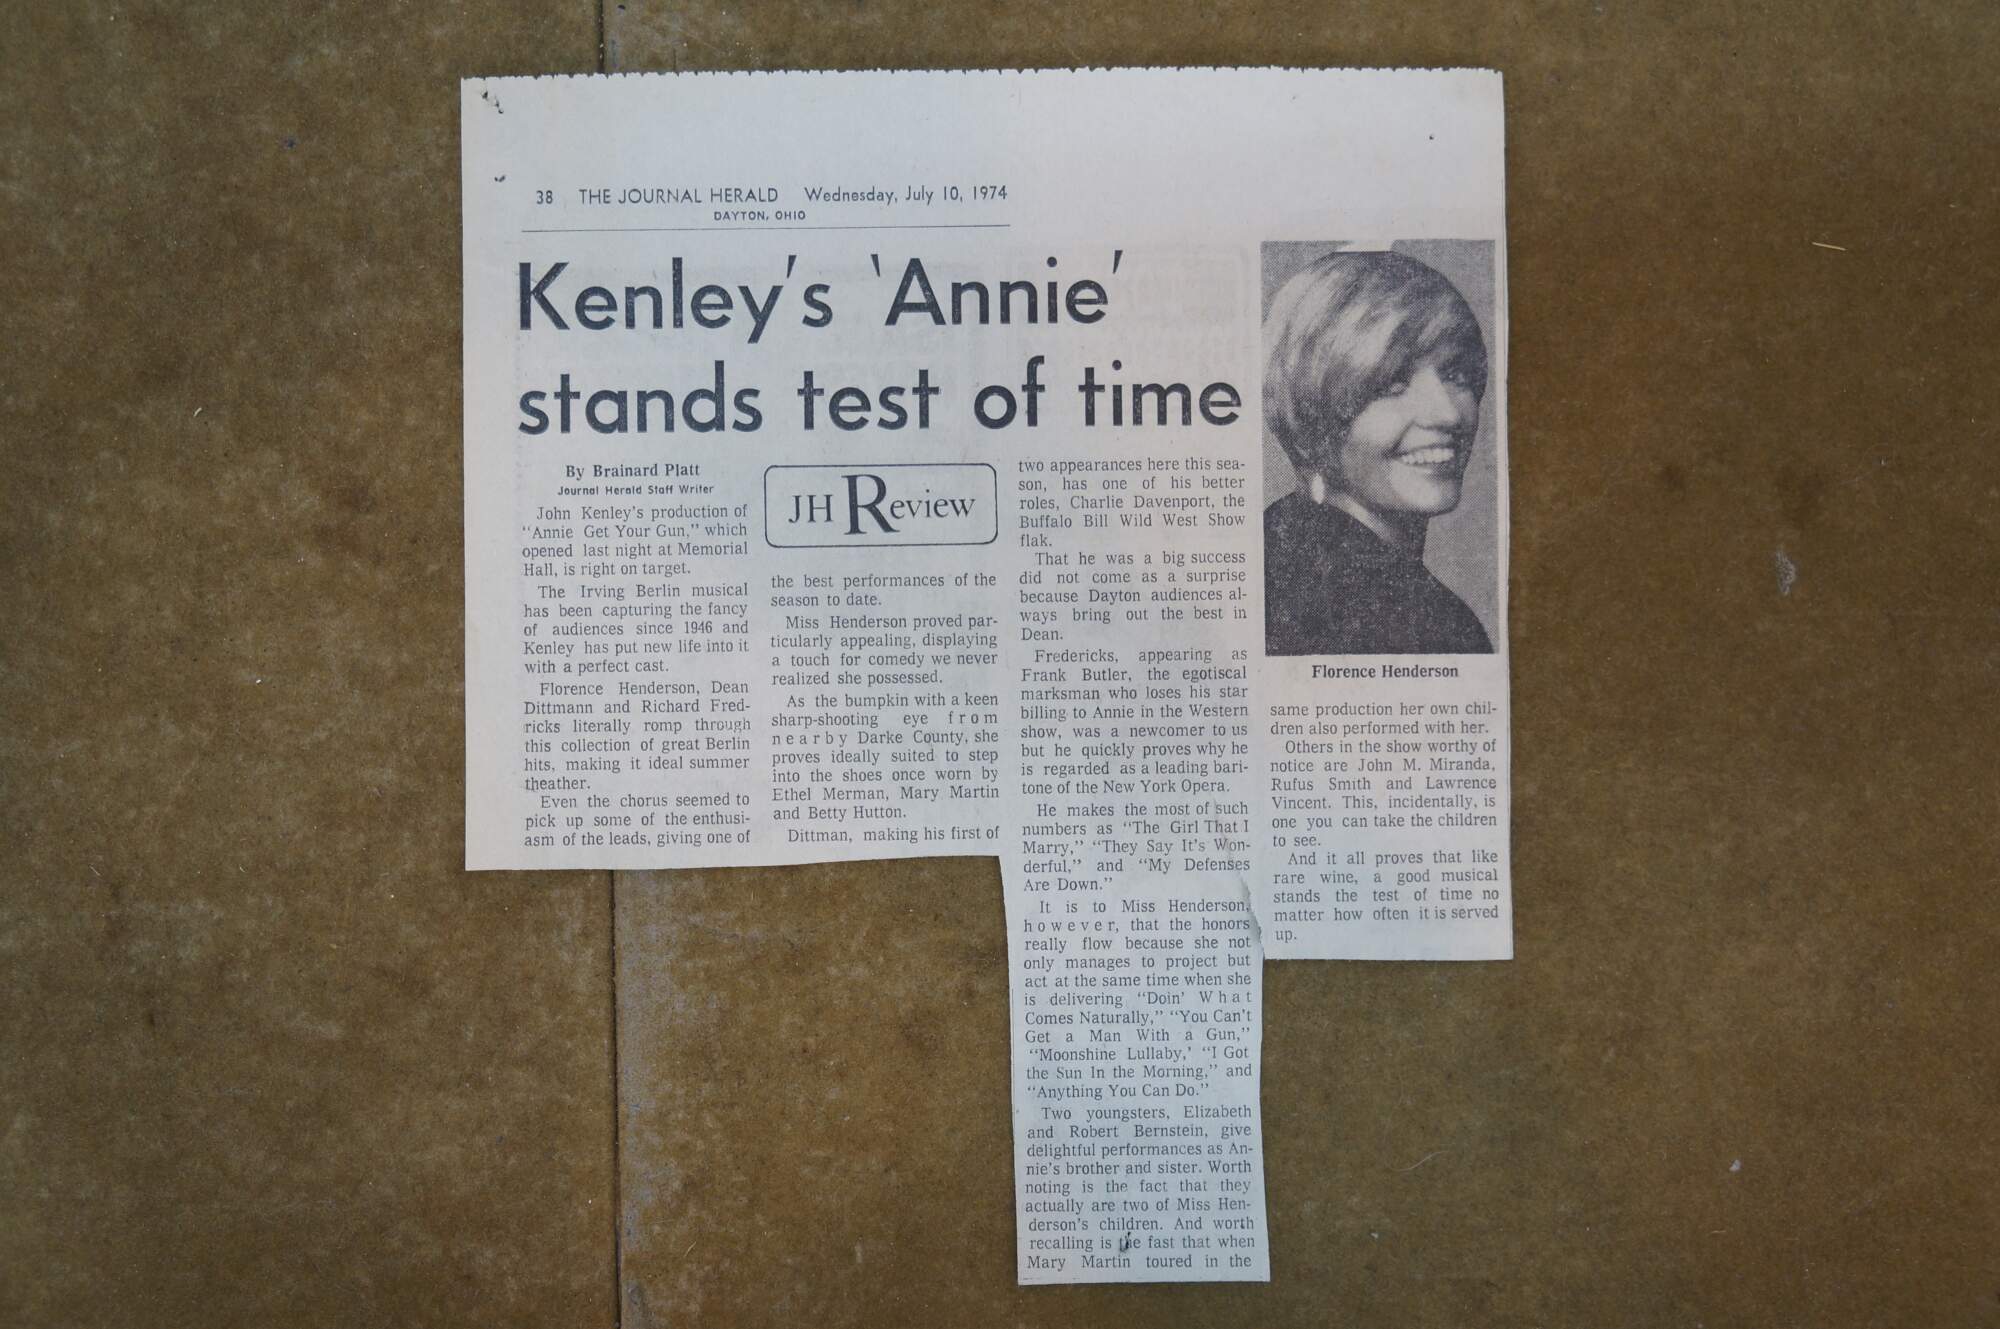 38 THE JOURNAL HERALD Wednesday, July 10, 1974
DAYTON, OHIO
Kenley's 'Annie'
stands test of time
By Brainard Platt
Journal Herald Staff Writer
John Kenley's production of
"Annie Get Your Gun," which
opened last night at Memorial
Hall, is right on target.
The Irving Berlin musical
has been capturing the fancy
of audiences since 1946 and
Kenley has put new life into it
with a perfect cast.
Florence Henderson, Dean
Dittmann and Richard Fred-
ricks literally romp through
this collection of great Berlin
hits, making it ideal summer
theather.
Even the chorus seemed to
pick up some of the enthusi-
asm of the leads, giving one of
JH Review
the best performances of the
season to date.
Miss Henderson proved par-
ticularly appealing, displaying
a touch for comedy we never
realized she possessed.
As the bumpkin with a keen
sharp-shooting eye from
nearby Darke County, she
proves ideally suited to step
into the shoes once worn by
Ethel Merman, Mary Martin
and Betty Hutton.
Dittman, making his first of
two appearances here this sea-
son, has one of his better
roles, Charlie Davenport, the
Buffalo Bill Wild West Show
flak.
That he was a big success
did not come as a surprise
because Dayton audiences al-
ways bring out the best in
Dean.
Fredericks, appearing as
Frank Butler, the egotiscal
marksman who loses his star
billing to Annie in the Western
show, was a newcomer to us
but he quickly proves why he
is regarded as a leading bari-
tone of the New York Opera.
He makes the most of such
numbers as "The Girl That I
Marry," "They Say It's Won-
derful," and "My Defenses
Are Down."
It is to Miss Henderson,
however, that the honors
really flow because she not
only manages to project but
act at the same time when she
is delivering "Doin' What
Comes Naturally," "You Can't
Get a Man With a Gun,"
"Moonshine Lullaby,' "I Got
the Sun In the Morning," and
"Anything You Can Do."
Two youngsters, Elizabeth
and Robert Bernstein, give
delightful performances as An-
nie's brother and sister. Worth
noting is the fact that they
actually are two of Miss Hen-
derson's children. And worth
recalling is the fast that when
Mary Martin toured in the
Florence Henderson
same production her own chil-
dren also performed with her.
Others in the show worthy of
notice are John M. Miranda,
Rufus Smith and Lawrence
Vincent. This, incidentally, is
one you can take the children
to see.
And it all proves that like
rare wine, a good musical
stands the test of time no
matter how often it is served
up.